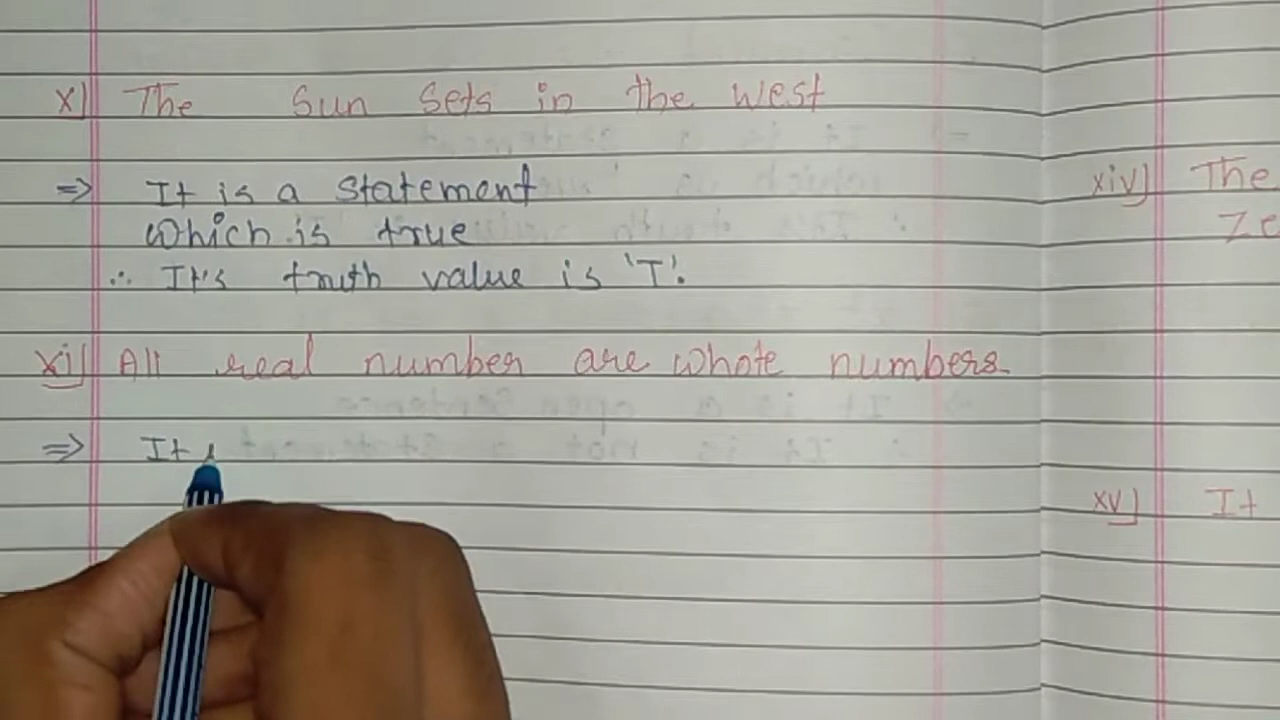 x) The Sun Sets in the west
=> It is a statement
which is true
∴ It's truth value is 'T'.
xi) All real number are whole numbers.
=> It
xiv) The
xv) It